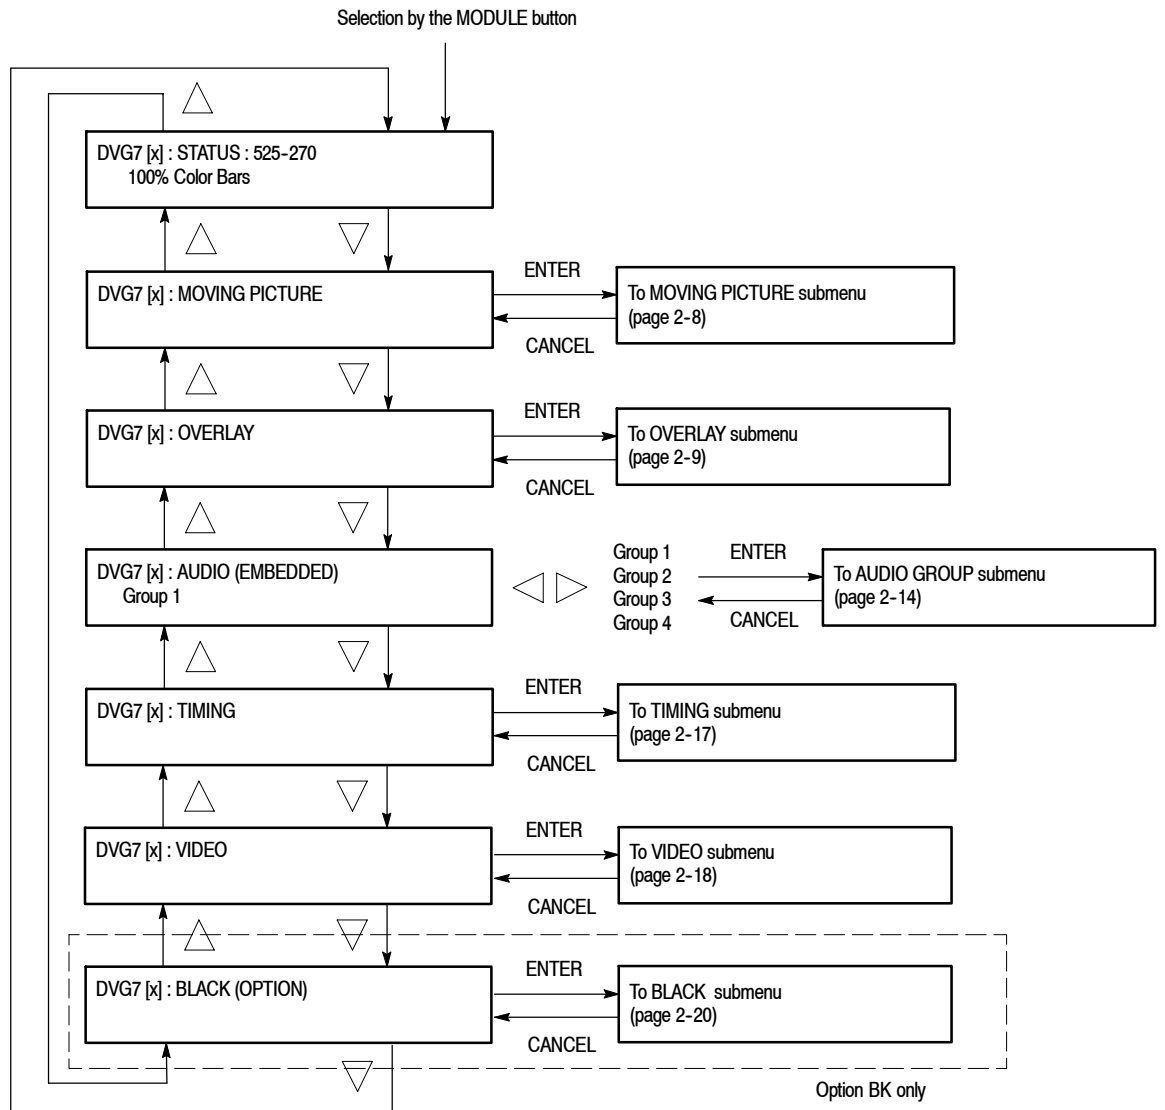 Selection by the MODULE button
DVG7 [x] : STATUS : 525-270
100% Color Bars
DVG7 [x] : MOVING PICTURE
ENTER
To MOVING PICTURE submenu
(page 2-8)
CANCEL
DVG7 [x] : OVERLAY
ENTER
To OVERLAY submenu
(page 2-9)
CANCEL
DVG7 [x] : AUDIO (EMBEDDED)
Group 1
Group 1
Group 2
Group 3
Group 4
ENTER
To AUDIO GROUP submenu
(page 2-14)
CANCEL
DVG7 [x] : TIMING
ENTER
To TIMING submenu
(page 2-17)
CANCEL
DVG7 [x] : VIDEO
ENTER
To VIDEO submenu
(page 2-18)
CANCEL
DVG7 [x] : BLACK (OPTION)
ENTER
To BLACK submenu
(page 2-20)
CANCEL
Option BK only